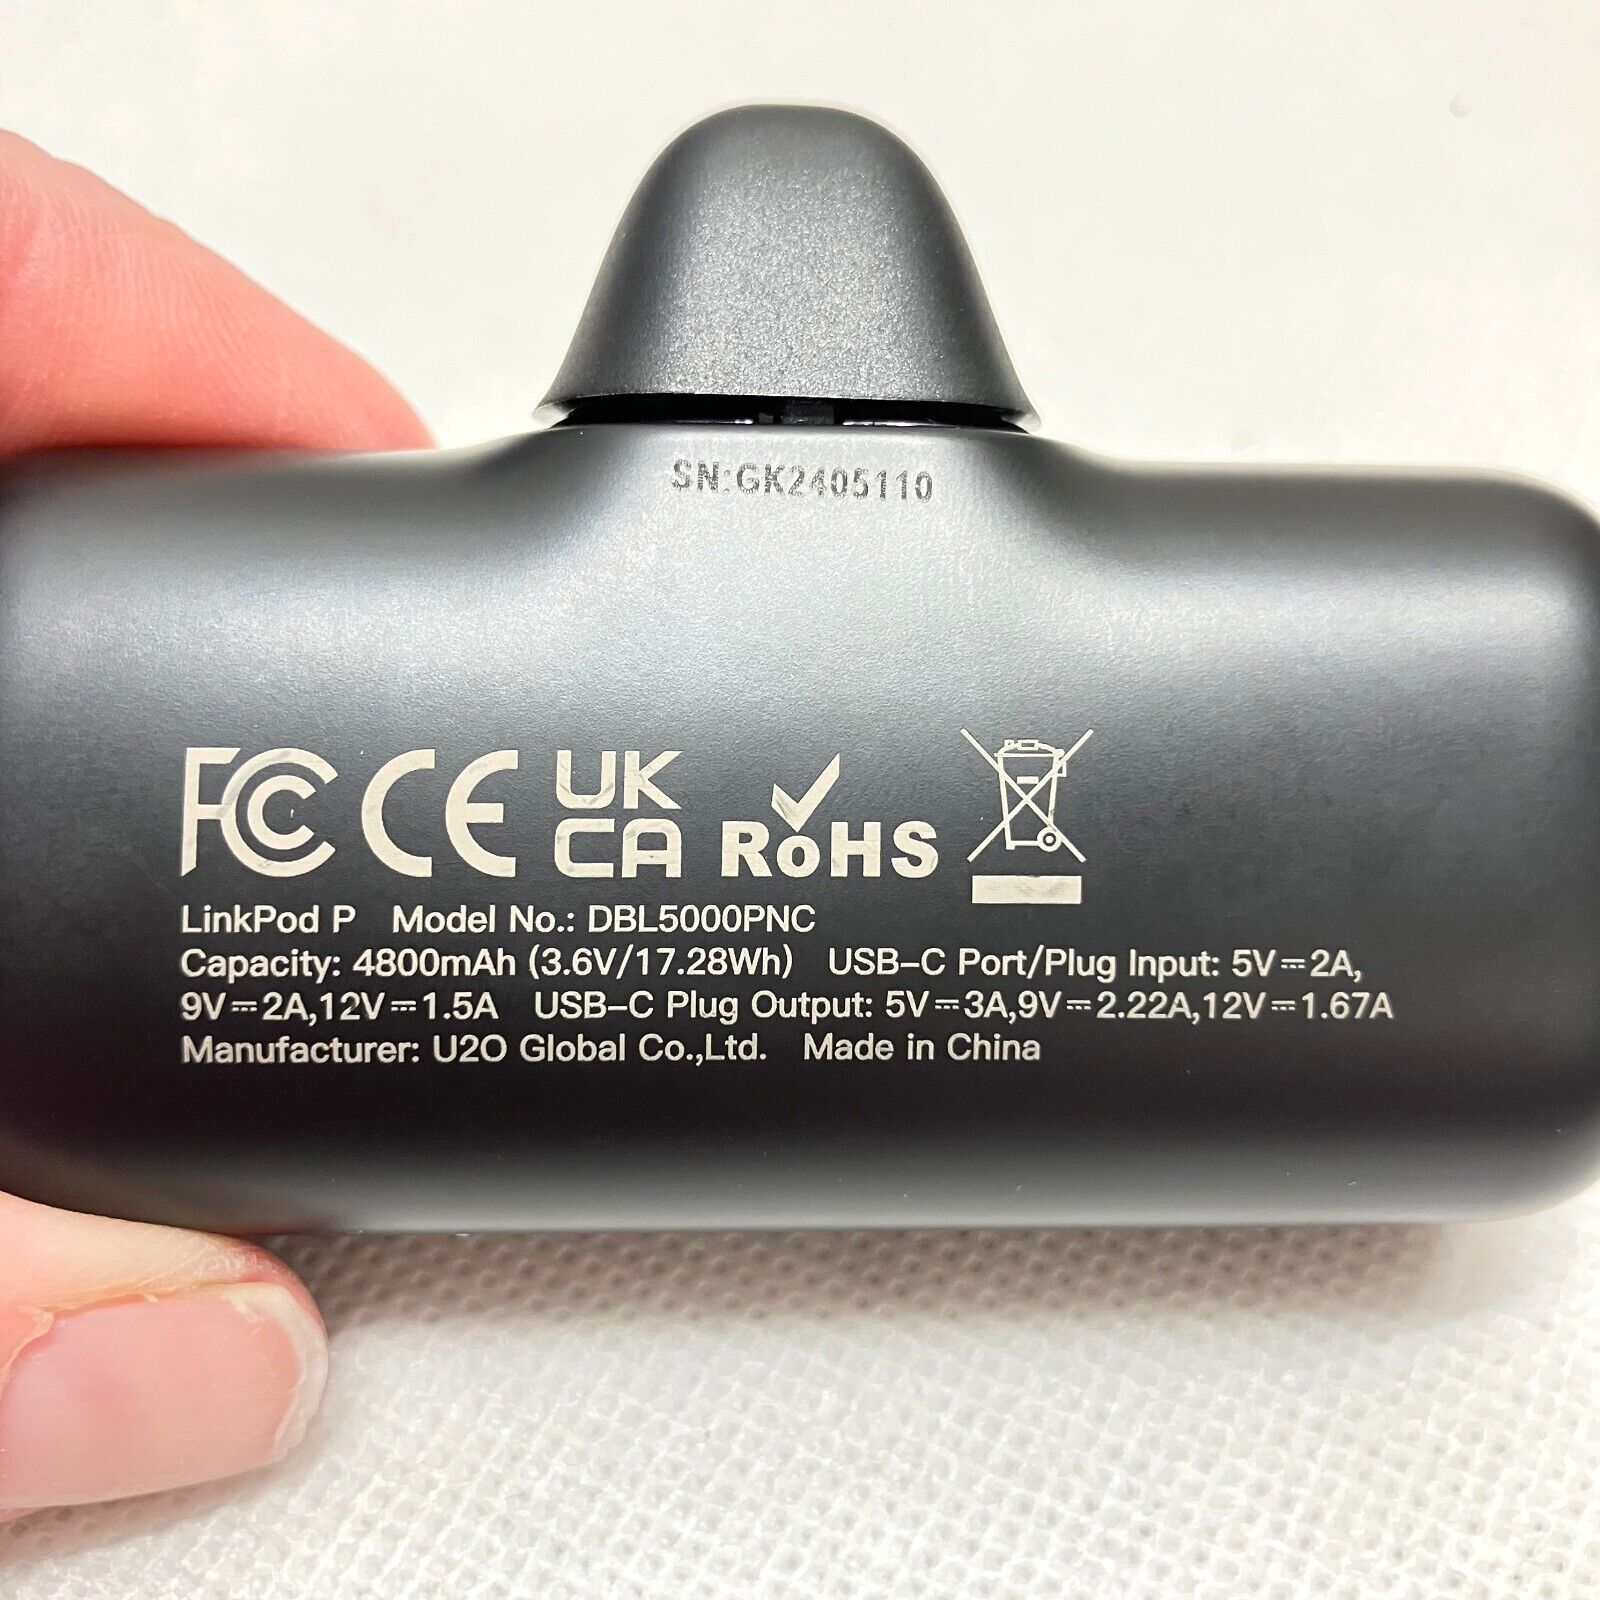 SN:GK2405110
FC CE UK CA RoHS
LinkPod P Model No.: DBL5000PNC
Capacity: 4800mAh (3.6V/17.28Wh) USB-C Port/Plug Input: 5V⎓2A,
9V⎓2A,12V⎓1.5A USB-C Plug Output: 5V⎓3A,9V⎓2.22A,12V⎓1.67A
Manufacturer: U2O Global Co.,Ltd. Made in China